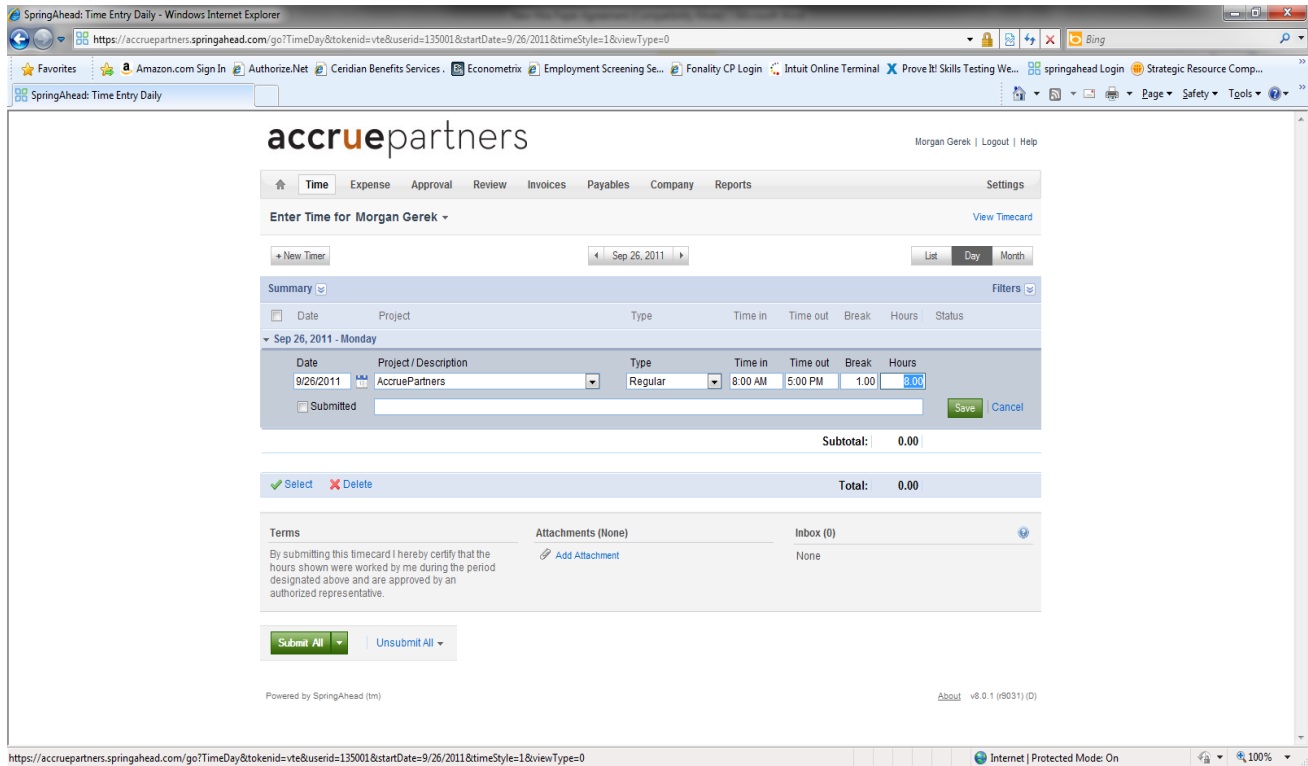 SpringAhead: Time Entry Daily - Windows Internet Explorer
https://accruepartners.springahead.com/go?TimeDay&tokenid=vte&userid=135001&startDate=9/26/2011&timeStyle=1&viewType=0 Bing
Favorites Amazon.com Sign In Authorize.Net Ceridian Benefits Services . Econometrix Employment Screening Se... Fonality CP Login Intuit Online Terminal Prove It! Skills Testing We... springahead Login Strategic Resource Comp... »
SpringAhead: Time Entry Daily Page Safety Tools »
accruepartners Morgan Gerek | Logout | Help
Time Expense Approval Review Invoices Payables Company Reports Settings
Enter Time for Morgan Gerek View Timecard
+ New Timer Sep 26, 2011 List Day Month
Summary Filters
Date Project Type Time in Time out Break Hours Status
Sep 26, 2011 - Monday
Date Project / Description Type Time in Time out Break Hours
9/26/2011 AccruePartners Regular 8:00 AM 5:00 PM 1.00 8.00
Submitted Save Cancel
Subtotal: 0.00
Select Delete Total: 0.00
Terms Attachments (None) Inbox (0)
By submitting this timecard I hereby certify that the Add Attachment None
hours shown were worked by me during the period
designated above and are approved by an
authorized representative.
Submit All Unsubmit All
Powered by SpringAhead (tm) About v8.0.1 (r9031) (D)
https://accruepartners.springahead.com/go?TimeDay&tokenid=vte&userid=135001&startDate=9/26/2011&timeStyle=1&viewType=0 Internet | Protected Mode: On 100%